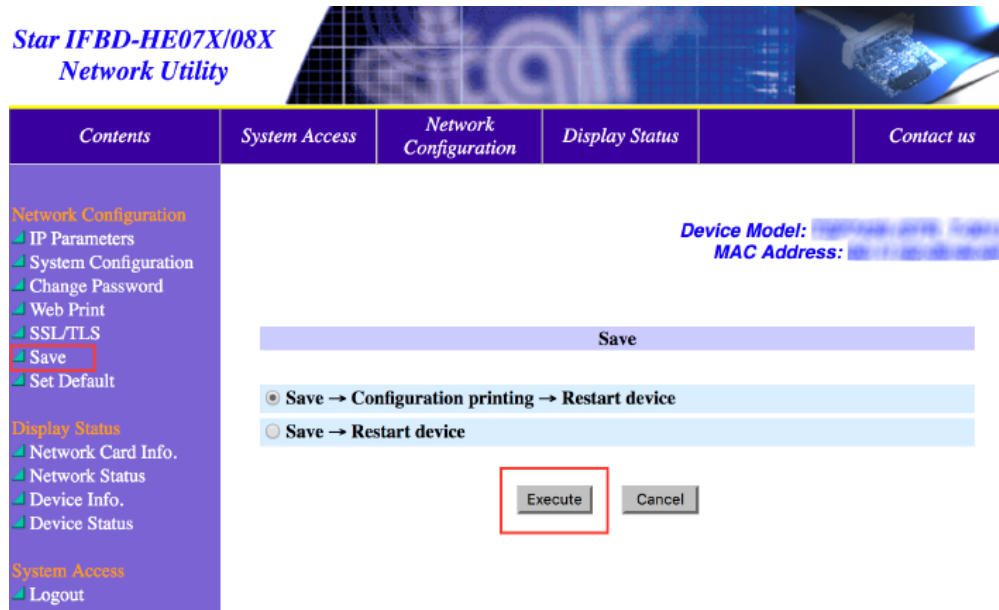 Star IFBD-HE07X/08X
Network Utility
star
Contents
System Access
Network
Configuration
Display Status
Contact us
Network Configuration
IP Parameters
System Configuration
Change Password
Web Print
SSL/TLS
Save
Set Default
Display Status
Network Card Info.
Network Status
Device Info.
Device Status
System Access
Logout
Device Model:
MAC Address:
Save
Save → Configuration printing → Restart device
Save → Restart device
Execute
Cancel